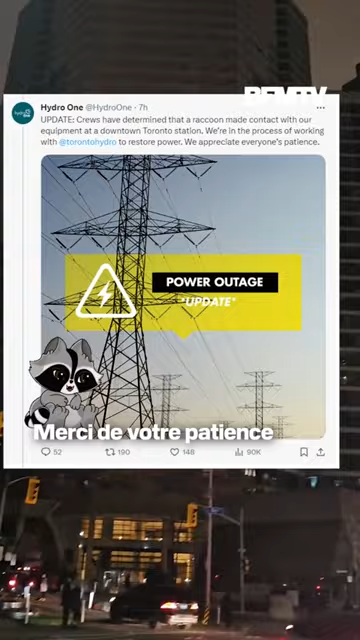 BFMTV
Hydro One @HydroOne · 7h
UPDATE: Crews have determined that a raccoon made contact with our
equipment at a downtown Toronto station. We're in the process of working
with @torontohydro to restore power. We appreciate everyone's patience.
POWER OUTAGE
*UPDATE*
Merci de votre patience
52 190 148 90K